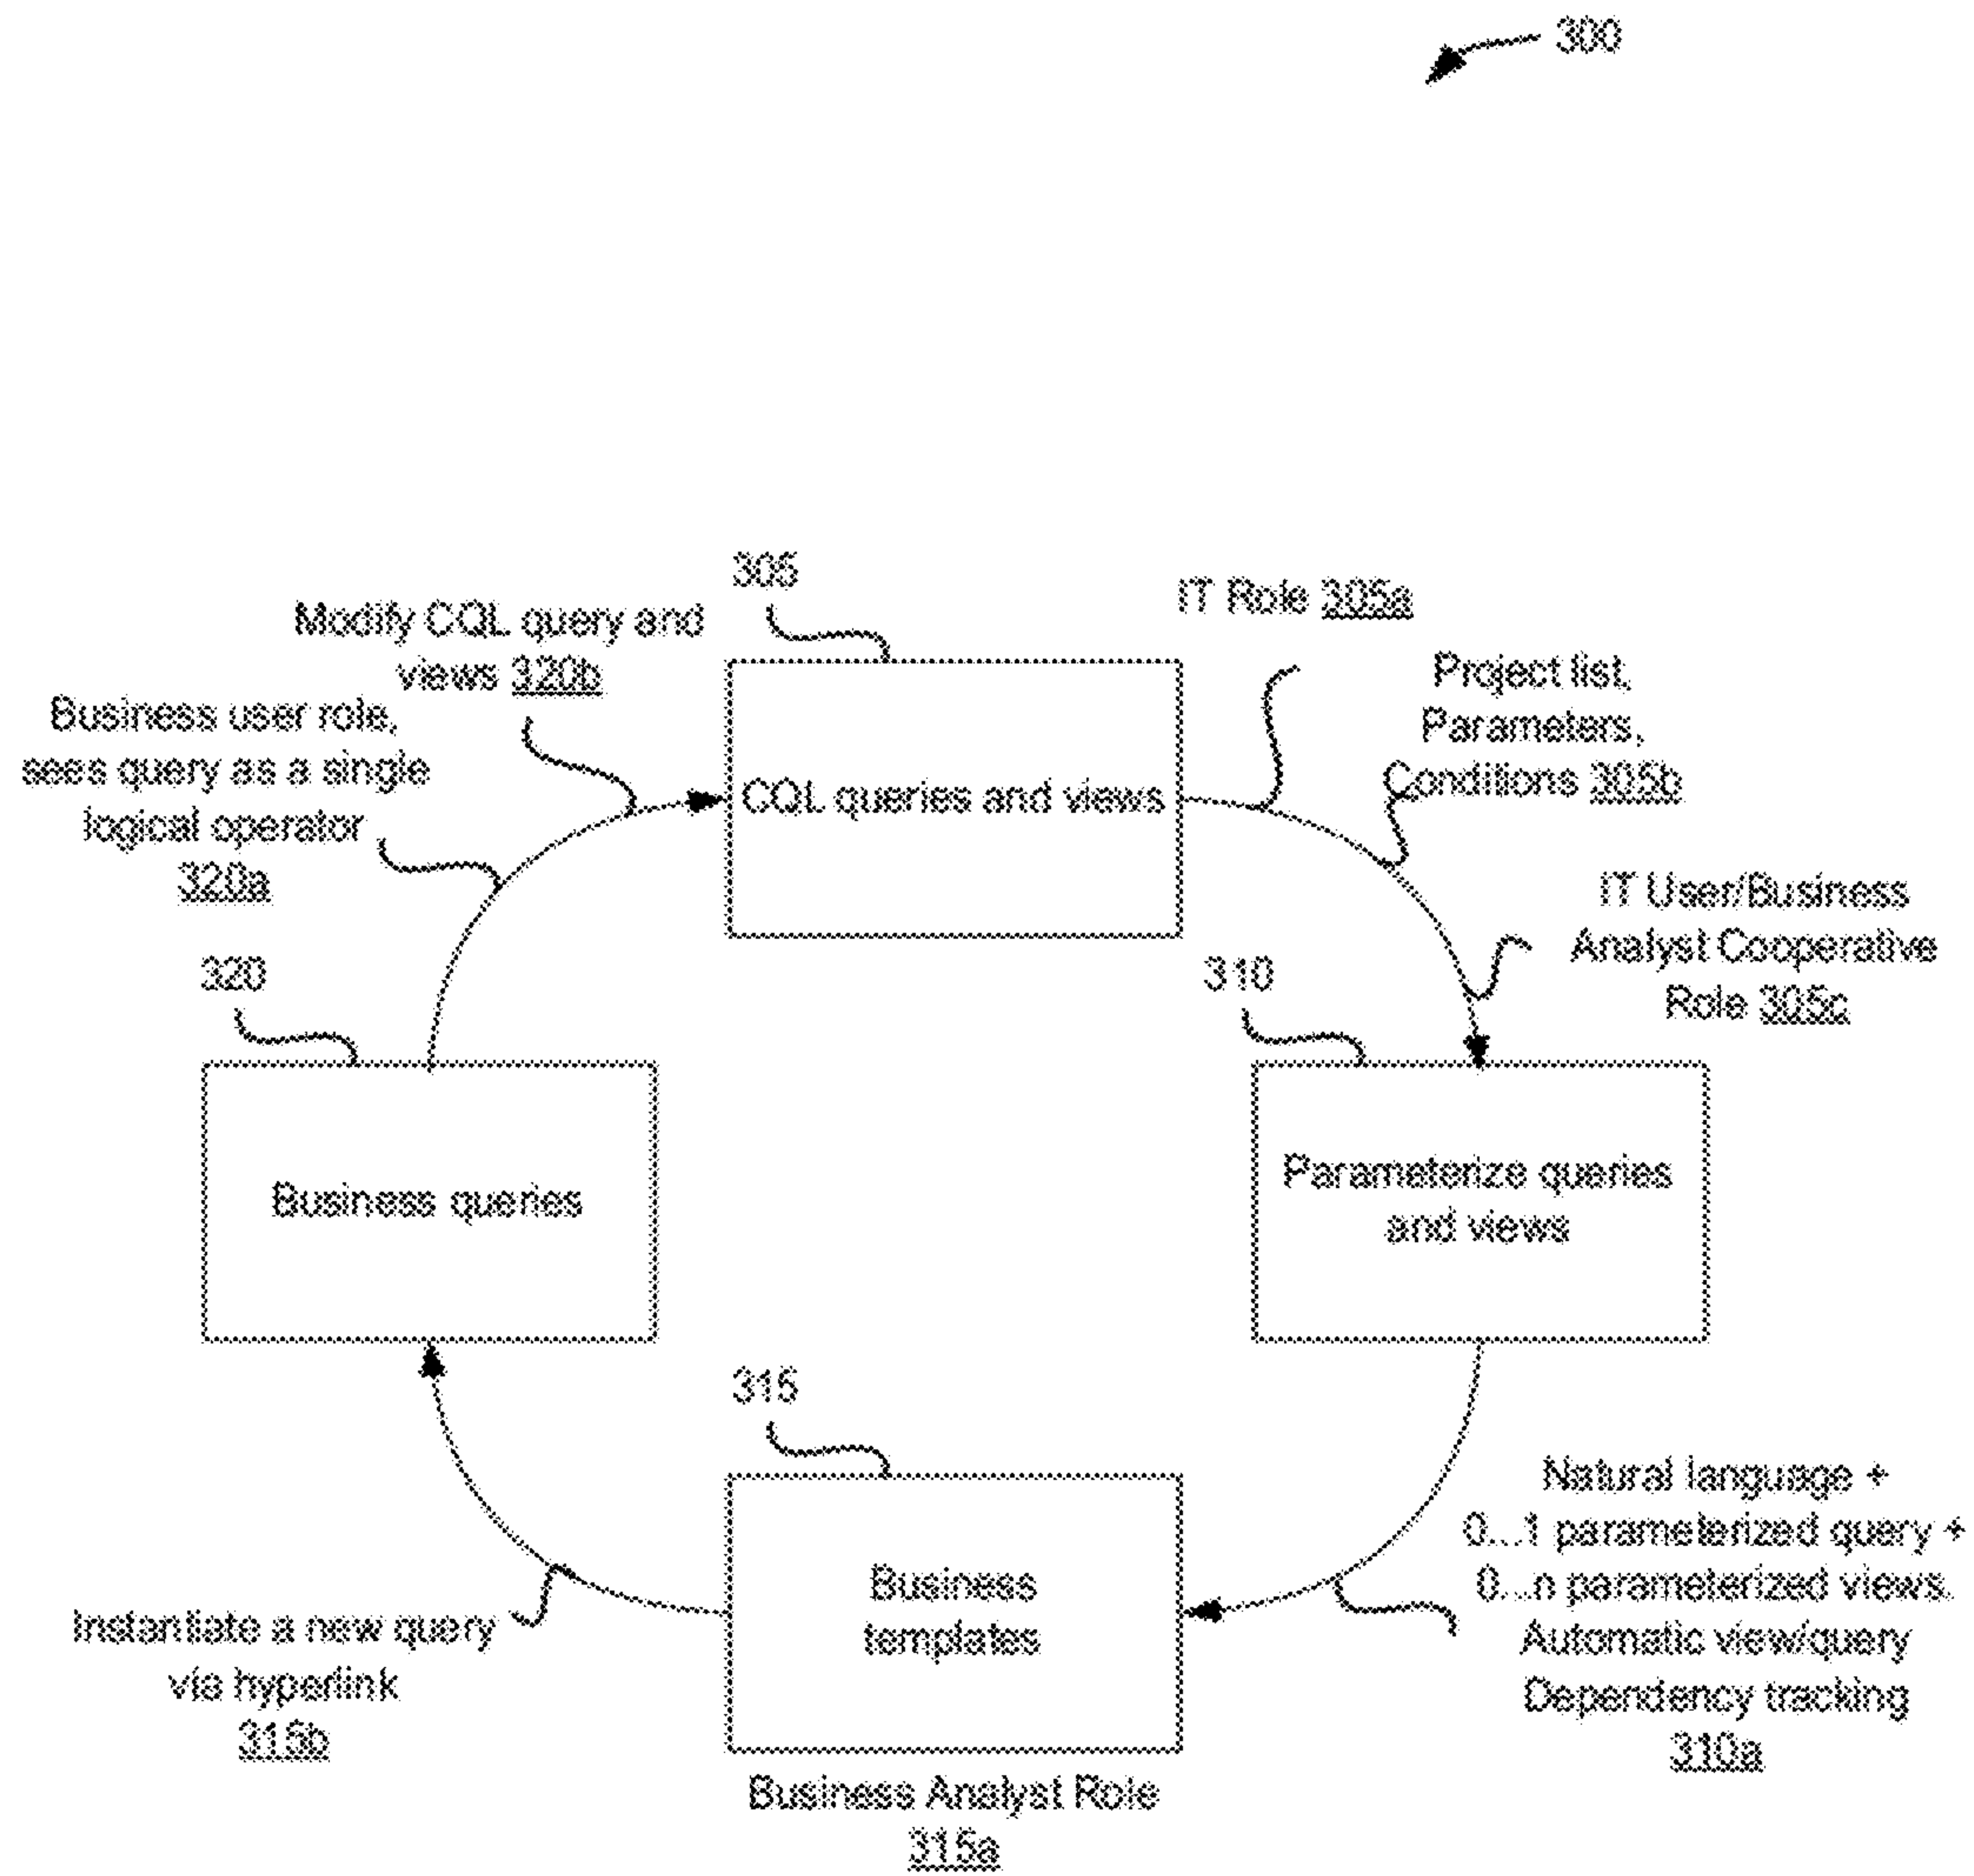 300
305
IT Role 305a
Modify CQL query and
views 320b
Project list,
Parameters,
Conditions 305b
Business user role,
sees query as a single
logical operator
320a
CQL queries and views
IT User/Business
Analyst Cooperative
Role 305c
320
310
Business queries
Parameterize queries
and views
315
Business
templates
Natural language +
0...1 parameterized query +
0...n parameterized views.
Automatic view/query
Dependency tracking
310a
Instantiate a new query
via hyperlink
315b
Business Analyst Role
315a